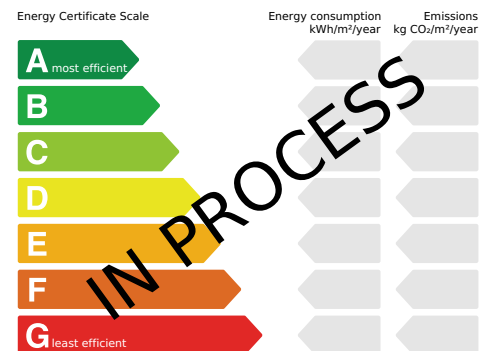 Energy Certificate Scale
Energy consumption
kWh/m²/year
Emissions
kg CO₂/m²/year
A most efficient
B
C
D
E
F
G least efficient
IN PROCESS